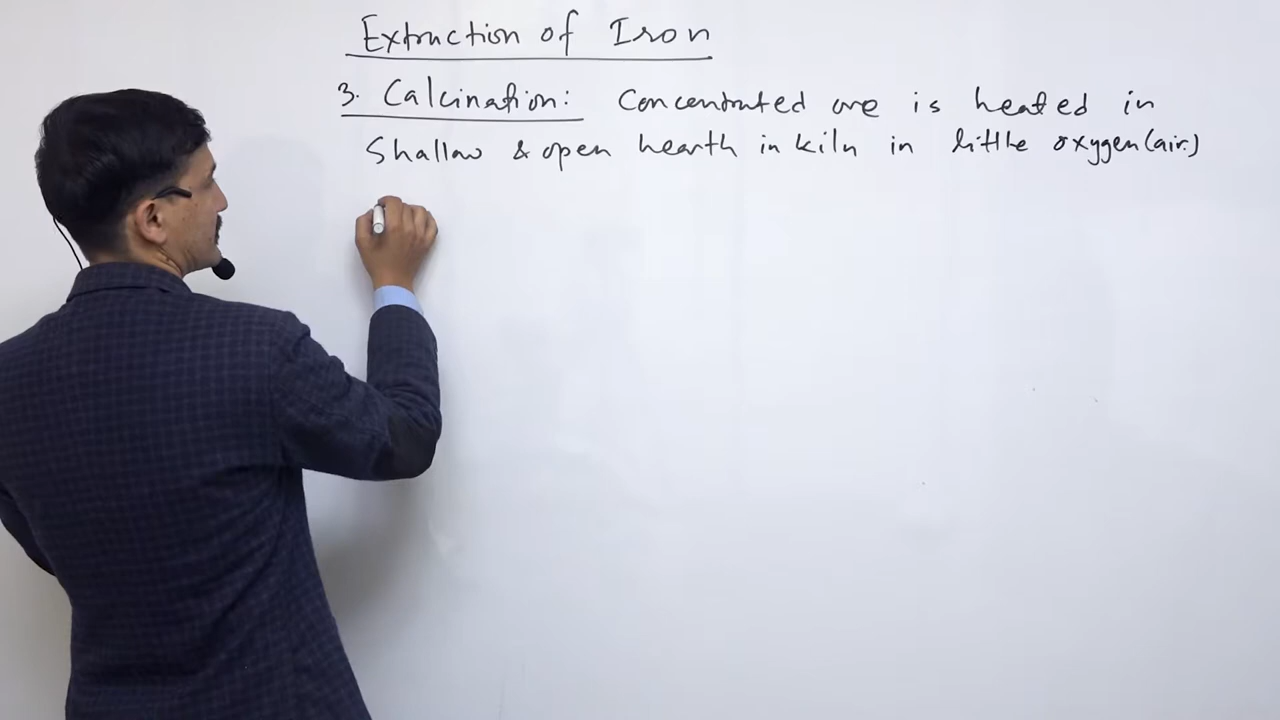 Extraction of Iron
3. Calcination: Concentrated ore is heated in
Shallow & open hearth in kiln in little oxygen (air)